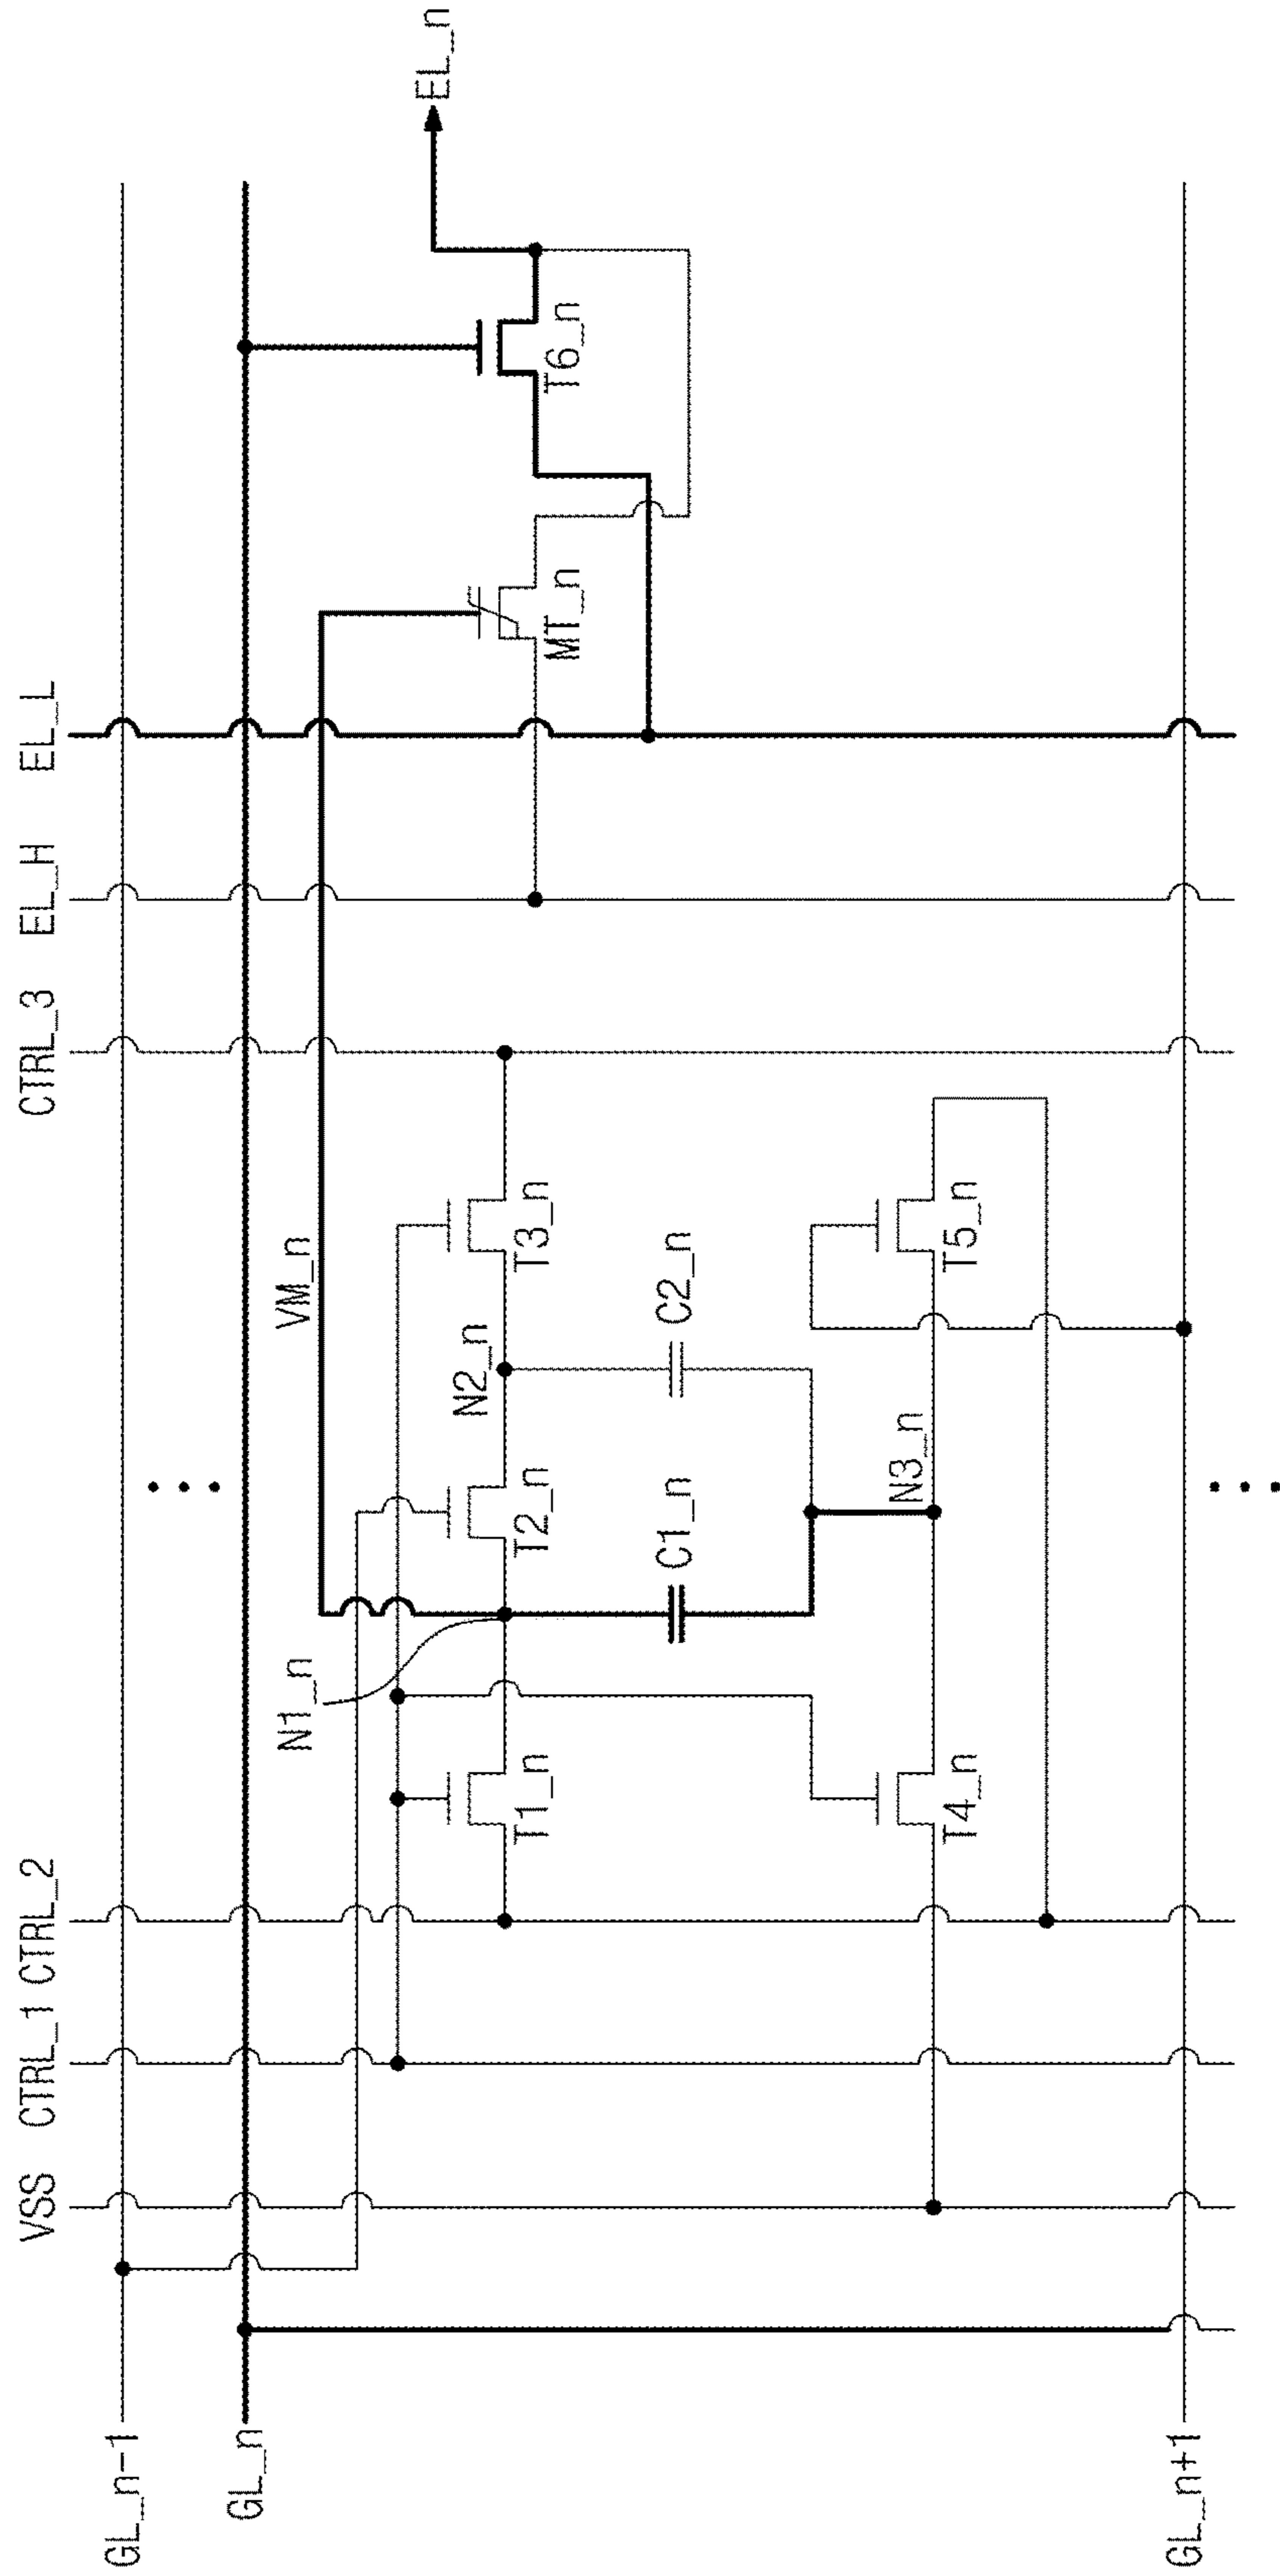 VSS CTRL_1 CTRL_2 CTRL_3 EL_H EL_L
GL_n-1
GL_n
VM_n
EL_n
N1_n
N2_n
T1_n
T2_n
T3_n
MT_n
T6_n
C1_n
C2_n
N3_n
T4_n
T5_n
GL_n+1